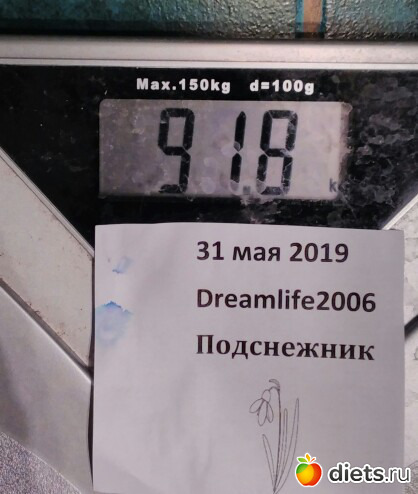 Max.150kg d=100g
91.8
k
31 мая 2019
Dreamlife2006
Подснежник
diets.ru